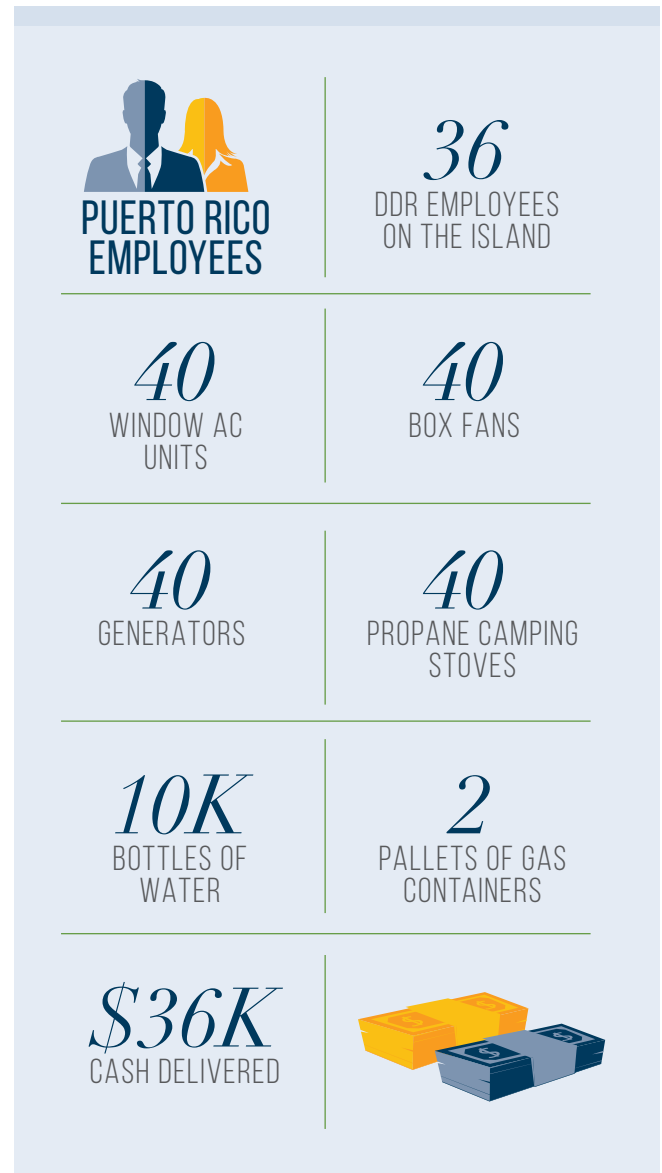 PUERTO RICO
EMPLOYEES
36
DDR EMPLOYEES
ON THE ISLAND
40
WINDOW AC
UNITS
40
BOX FANS
40
GENERATORS
40
PROPANE CAMPING
STOVES
10K
BOTTLES OF
WATER
2
PALLETS OF GAS
CONTAINERS
$36K
CASH DELIVERED
$
$
$
$